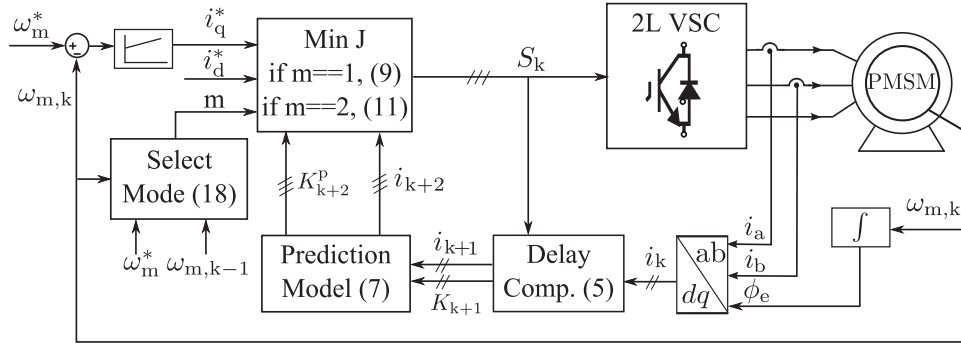 ω*m
+
−
ωm,k
i*q
i*d
m
Min J
if m==1, (9)
if m==2, (11)
Sk
2L VSC
PMSM
Select
Mode (18)
ω*m
ωm,k−1
K^p k+2
ik+2
Prediction
Model (7)
ik+1
Kk+1
Delay
Comp. (5)
ik
ab
dq
ia
ib
ϕe
∫
ωm,k